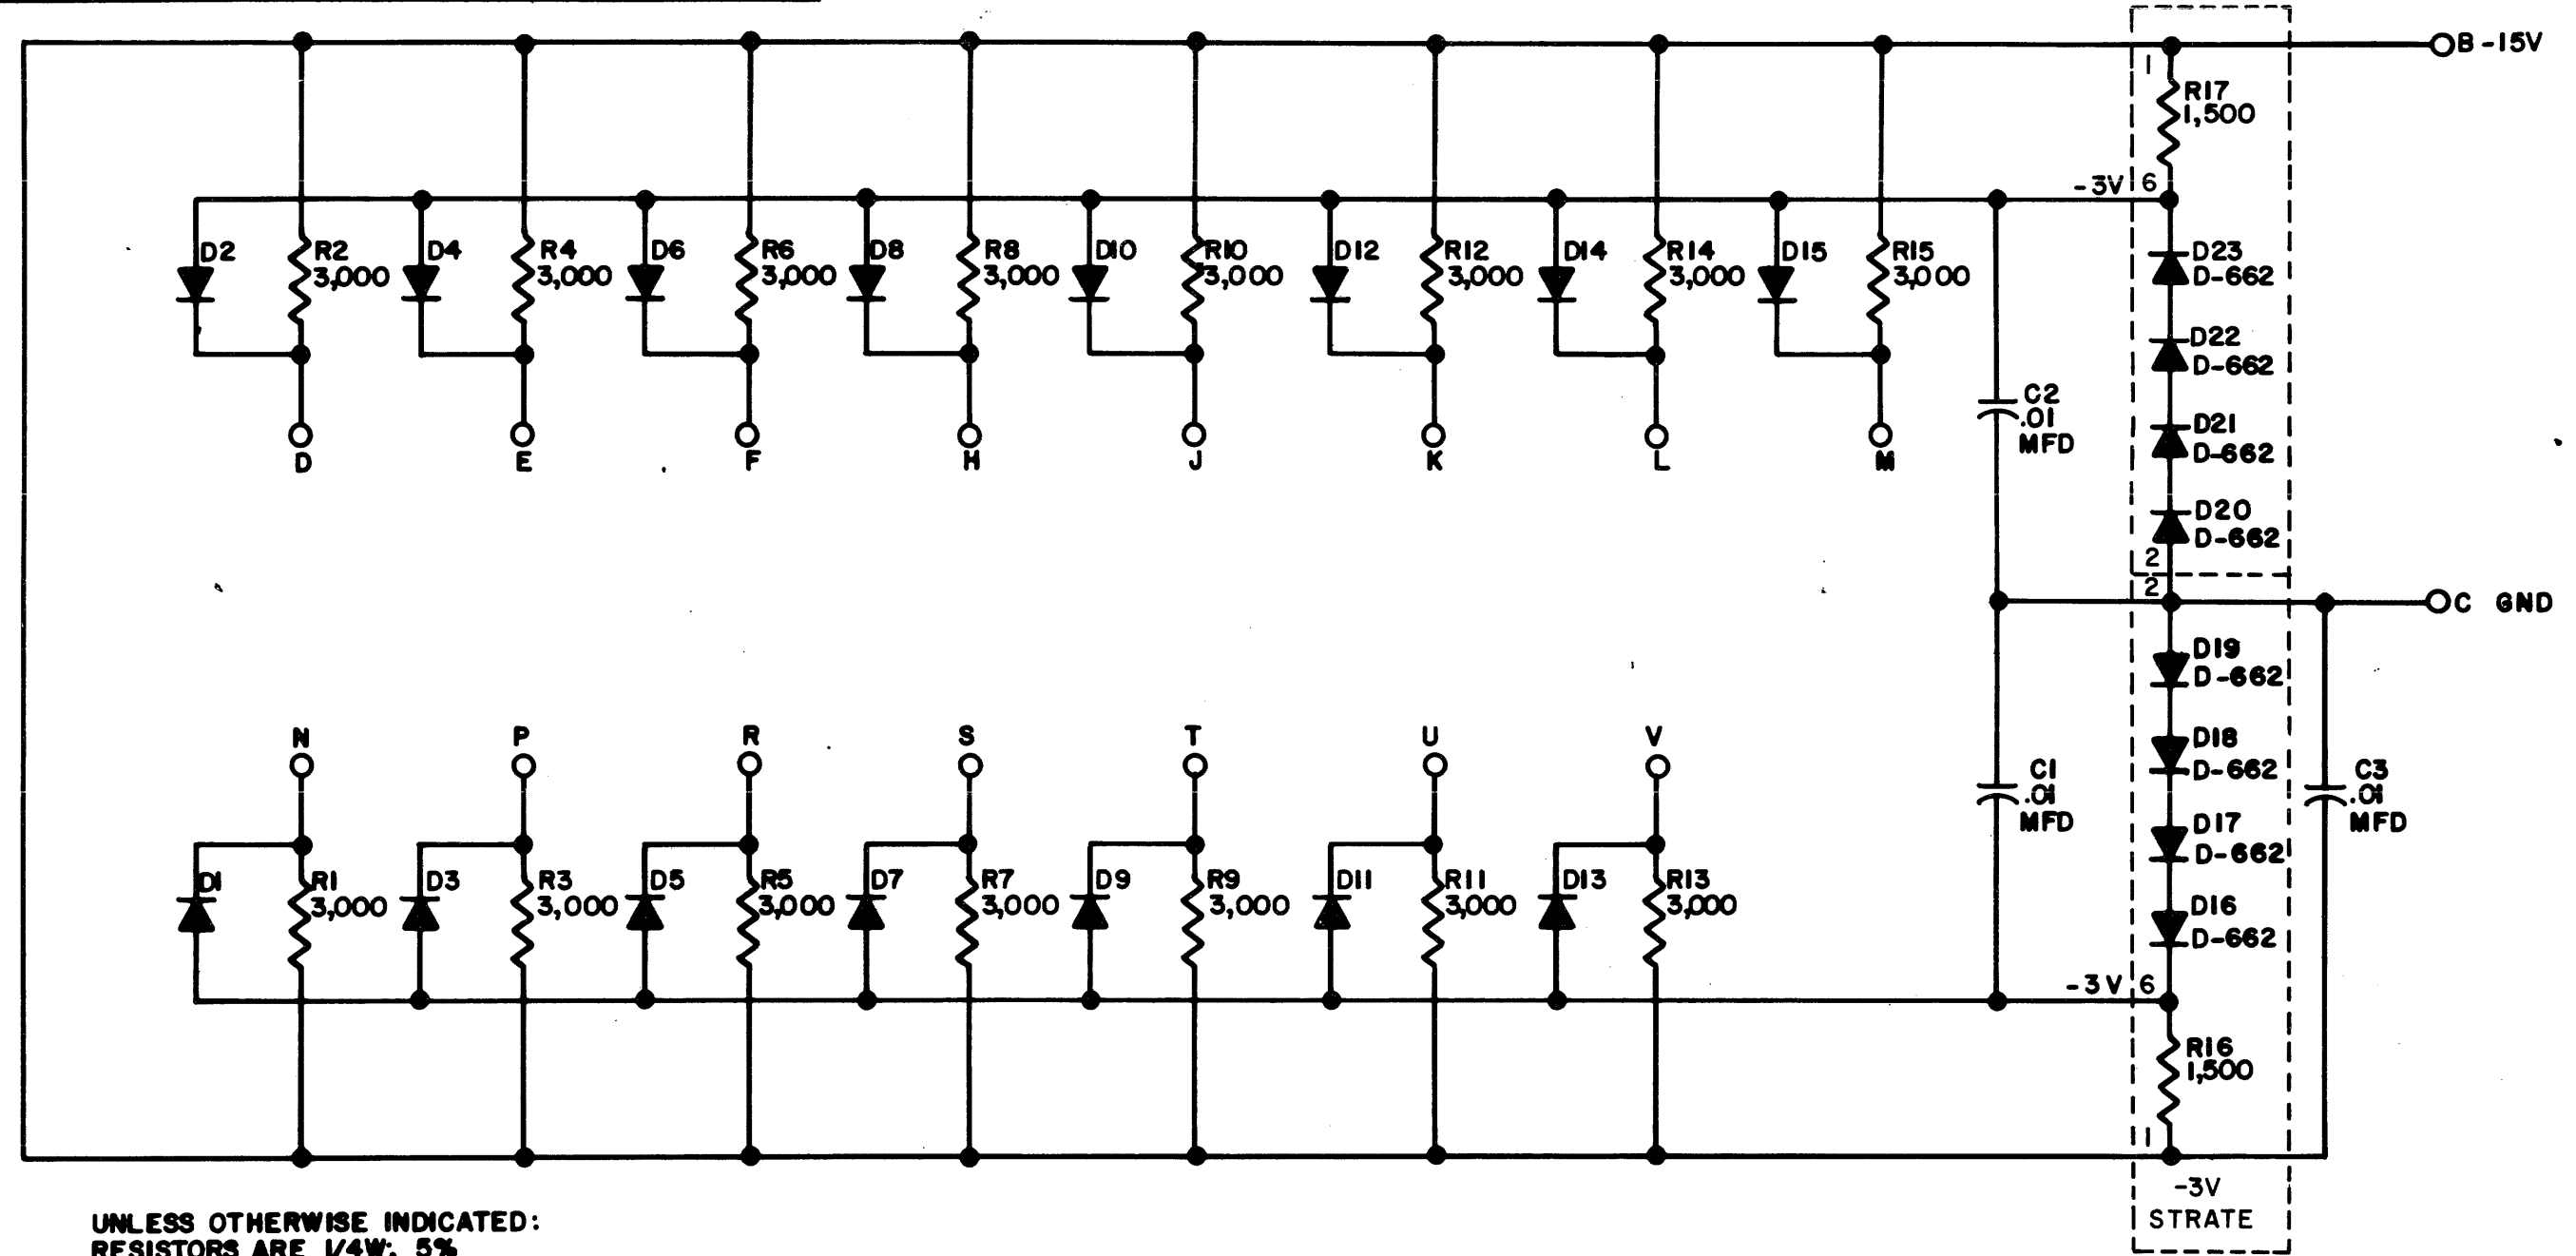 B -15V
1
R17
1,500
-3V 6
D2
R2
3,000
D4
R4
3,000
D6
R6
3,000
D8
R8
3,000
D10
R10
3,000
D12
R12
3,000
D14
R14
3,000
D15
R15
3,000
D23
D-662
D22
D-662
C2
.01
MFD
D21
D-662
D E F H J K L M
D20
D-662
2
2
C GND
D19
D-662
N P R S T U V
D18
D-662
C1
.01
MFD
C3
.01
MFD
D17
D-662
D1
R1
3,000
D3
R3
3,000
D5
R5
3,000
D7
R7
3,000
D9
R9
3,000
D11
R11
3,000
D13
R13
3,000
D16
D-662
-3V 6
R16
1,500
1
-3V
STRATE
UNLESS OTHERWISE INDICATED:
RESISTORS ARE 1/4W; 5%